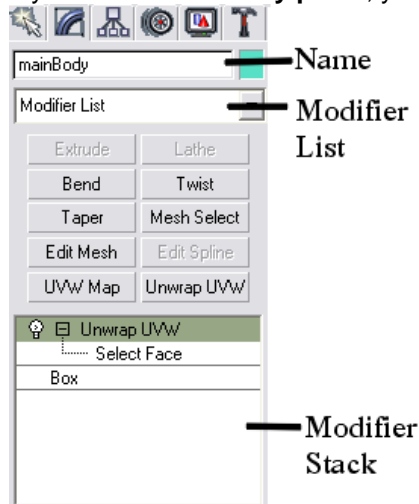 mainBody
Name
Modifier List
Modifier
List
Extrude Lathe
Bend Twist
Taper Mesh Select
Edit Mesh Edit Spline
UVW Map Unwrap UVW
Unwrap UVW
Select Face
Box
Modifier
Stack